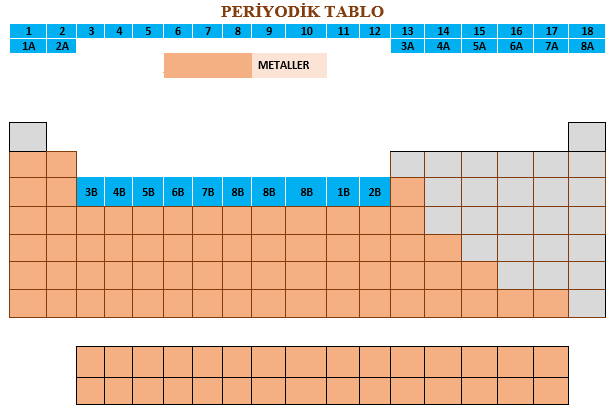 PERİYODİK TABLO
1 2 3 4 5 6 7 8 9 10 11 12 13 14 15 16 17 18
1A 2A 3A 4A 5A 6A 7A 8A
METALLER
3B 4B 5B 6B 7B 8B 8B 8B 1B 2B